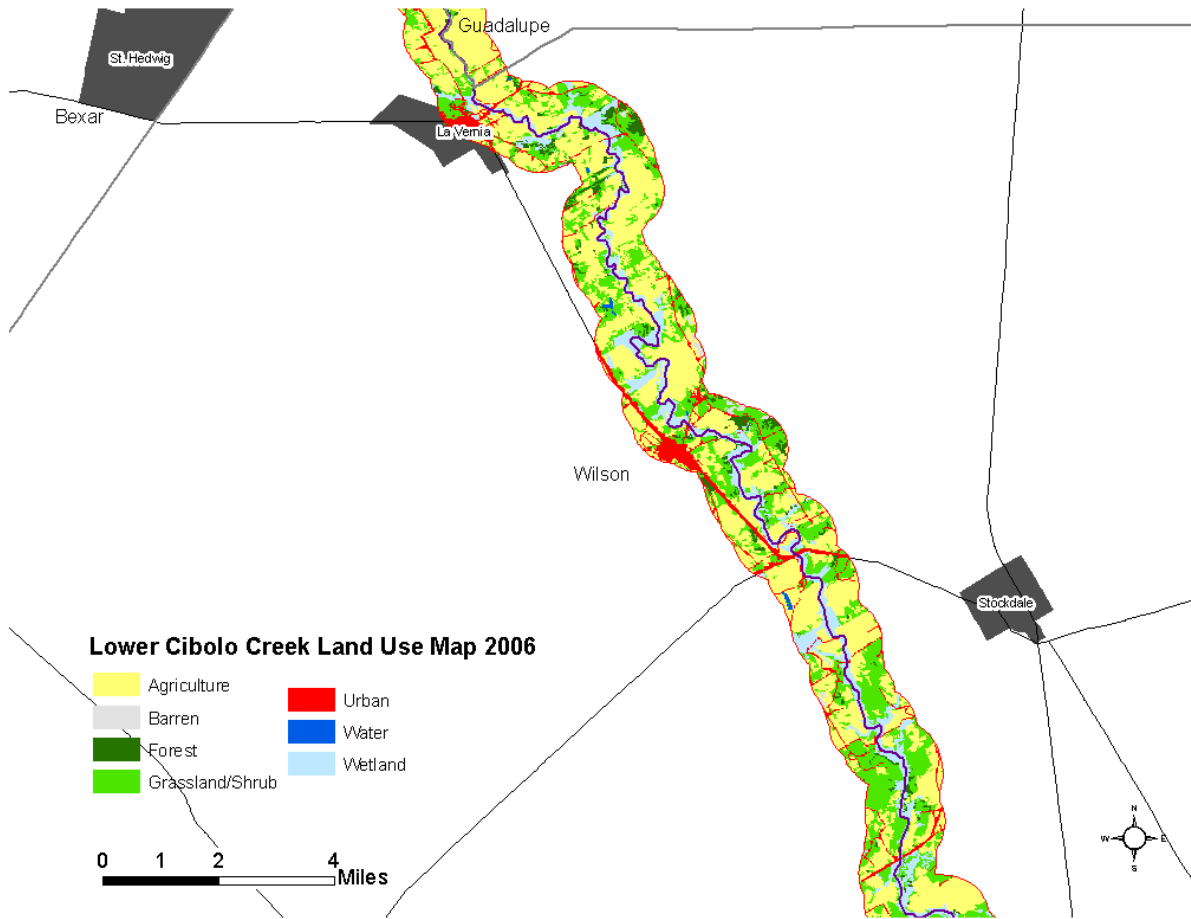 Guadalupe
St. Hedwig
Bexar
La Vernia
Wilson
Stockdale
Lower Cibolo Creek Land Use Map 2006
Agriculture
Barren
Forest
Grassland/Shrub
Urban
Water
Wetland
0 1 2 4
Miles
N
W E
S